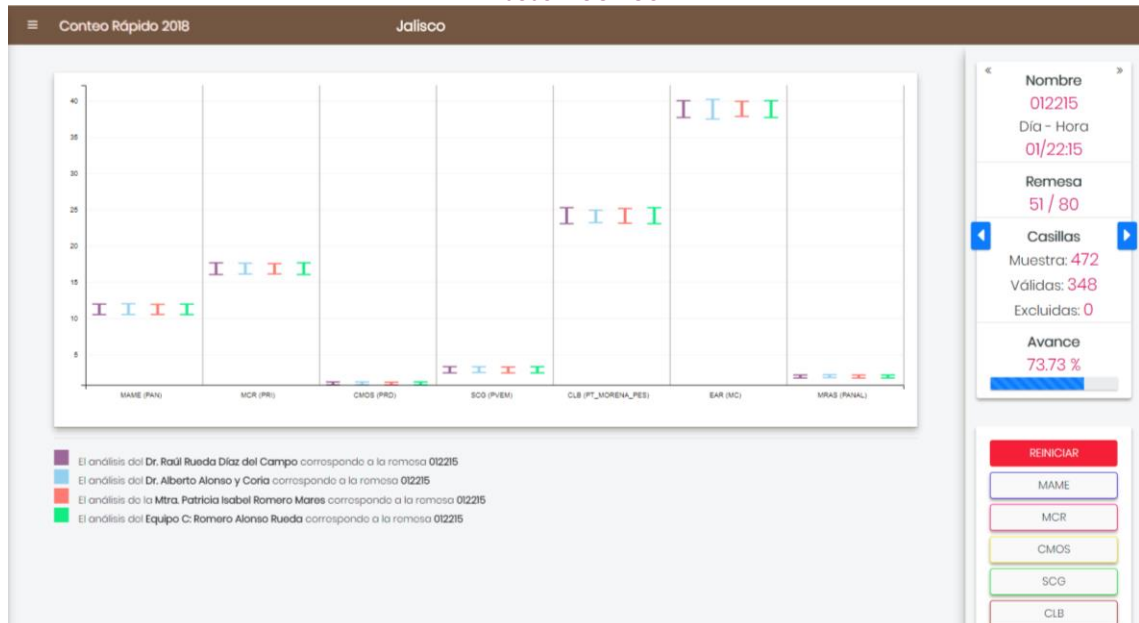 ≡ Conteo Rápido 2018 Jalisco
« Nombre »
012215
Día - Hora
01/22:15
Remesa
51 / 80
Casillas
Muestra: 472
Válidas: 348
Excluidas: 0
Avance
73.73 %
40
35
30
25
20
15
10
5
MAME (PAN) MCR (PRI) CMOS (PRD) SCG (PVEM) CLB (PT_MORENA_PES) EAR (MC) MRAS (PANAL)
El análisis del Dr. Raúl Rueda Díaz del Campo corresponde a la remesa 012215
El análisis del Dr. Alberto Alonso y Coria corresponde a la remesa 012215
El análisis de la Mtra. Patricia Isabel Romero Mares corresponde a la remesa 012215
El análisis del Equipo C: Romero Alonso Rueda corresponde a la remesa 012215
REINICIAR
MAME
MCR
CMOS
SCG
CLB